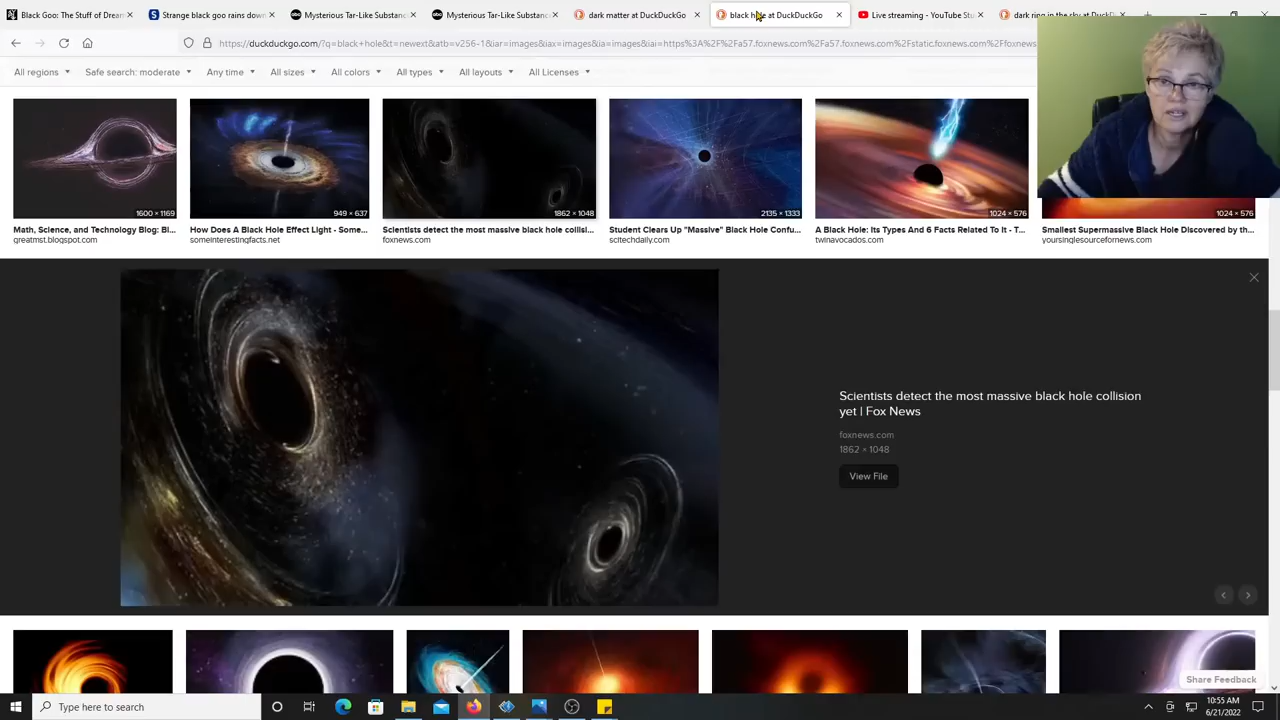 Black Goo: The Stuff of Dream
Strange black goo rains down
Mysterious Tar-Like Substanc
Mysterious Tar-Like Substanc
dark matter at DuckDuckGo
black hole at DuckDuckGo
Live streaming - YouTube Stu
dark ring in the sky at DuckDu
https://duckduckgo.com/?q=black+hole&t=newext&atb=v256-1&iar=images&iax=images&ia=images&iai=https%3A%2F%2Fa57.foxnews.com%2Fa57.foxnews.com%2Fstatic.foxnews.com%2Ffoxnews.c
All regions
Safe search: moderate
Any time
All sizes
All colors
All types
All layouts
All Licenses
1600 × 1169
949 × 637
1862 × 1048
2135 × 1333
1024 × 576
1024 × 576
Math, Science, and Technology Blog: Bl...
greatmst.blogspot.com
How Does A Black Hole Effect Light - Some...
someinterestingfacts.net
Scientists detect the most massive black hole collisi...
foxnews.com
Student Clears Up "Massive" Black Hole Confu...
scitechdaily.com
A Black Hole: Its Types And 6 Facts Related To It - T...
twinavocados.com
Smallest Supermassive Black Hole Discovered by th...
yoursinglesourcefornews.com
Scientists detect the most massive black hole collision
yet | Fox News
foxnews.com
1862 × 1048
View File
Share Feedback
Type here to search
10:55 AM
6/21/2022